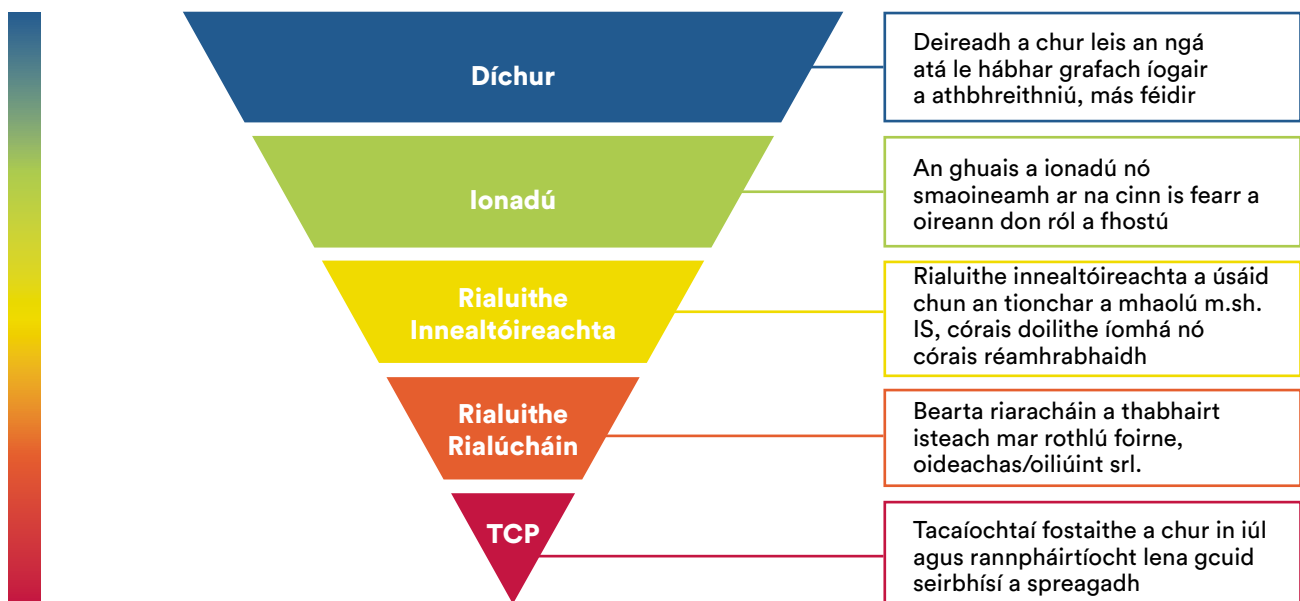 Díchur
Deireadh a chur leis an ngá
atá le hábhar grafach íogair
a athbhreithniú, más féidir
Ionadú
An ghuais a ionadú nó
smaoineamh ar na cinn is fearr a
oireann don ról a fhostú
Rialuithe
Innealtóireachta
Rialuithe innealtóireachta a úsáid
chun an tionchar a mhaolú m.sh.
IS, córais doilithe íomhá nó
córais réamhrabhaidh
Rialuithe
Rialúcháin
Bearta riaracháin a thabhairt
isteach mar rothlú foirne,
oideachas/oiliúint srl.
TCP
Tacaíochtaí fostaithe a chur in iúl
agus rannpháirtíocht lena gcuid
seirbhísí a spreagadh